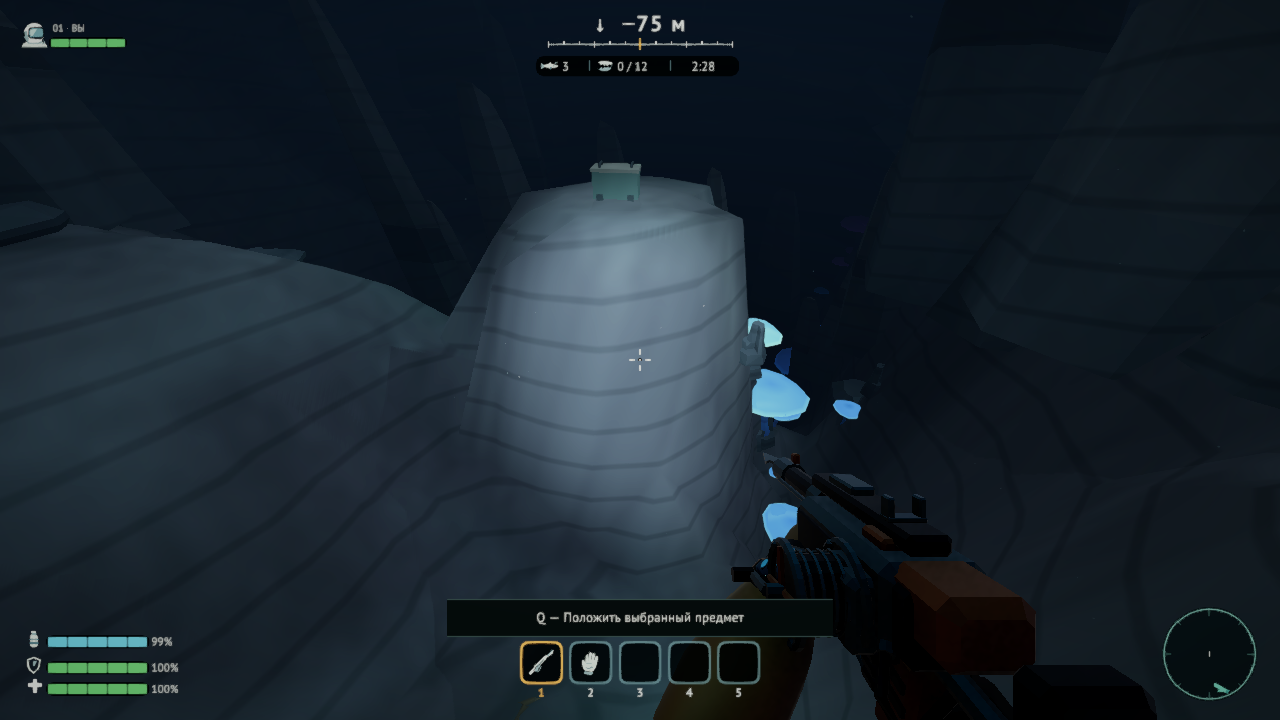 01 · ВЫ
−75 м
3 | 0/12 | 2:28
Q — Положить выбранный предмет
99%
100%
100%
1 2 3 4 5